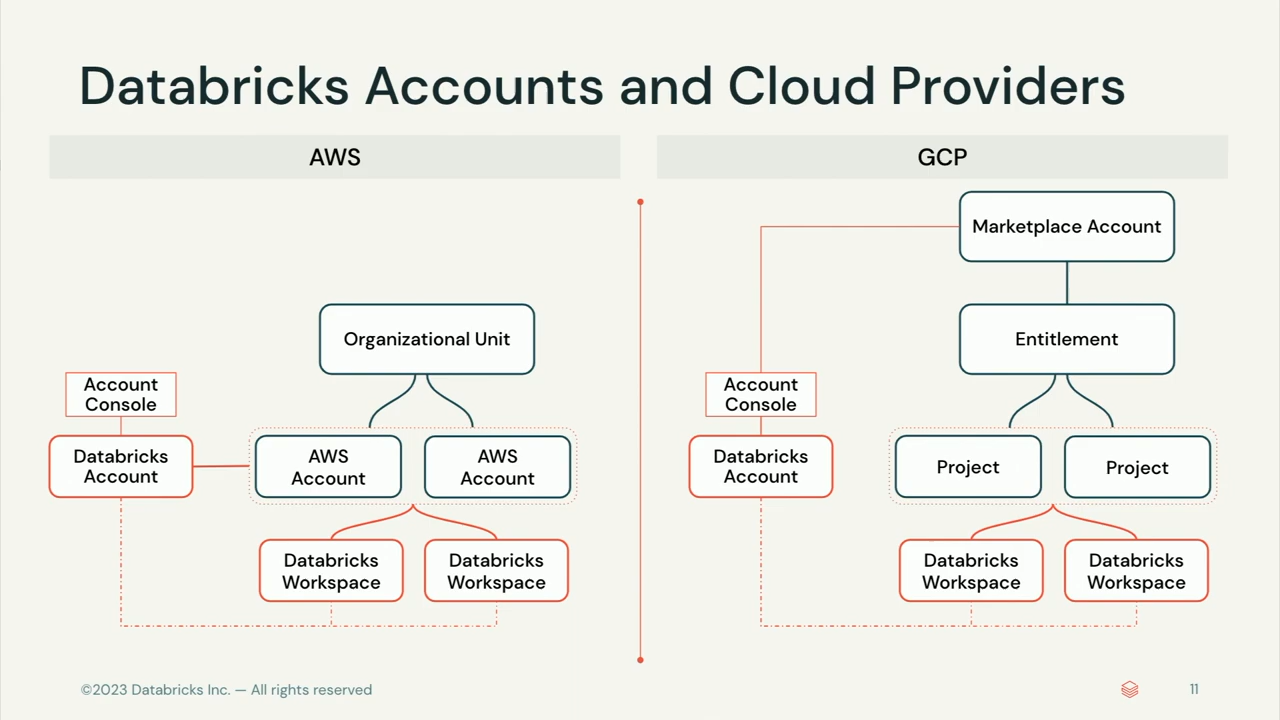 Databricks Accounts and Cloud Providers
AWS
Organizational Unit
Account
Console
Databricks
Account
AWS
Account
AWS
Account
Databricks
Workspace
Databricks
Workspace
GCP
Marketplace Account
Entitlement
Account
Console
Databricks
Account
Project
Project
Databricks
Workspace
Databricks
Workspace
©2023 Databricks Inc. — All rights reserved
11